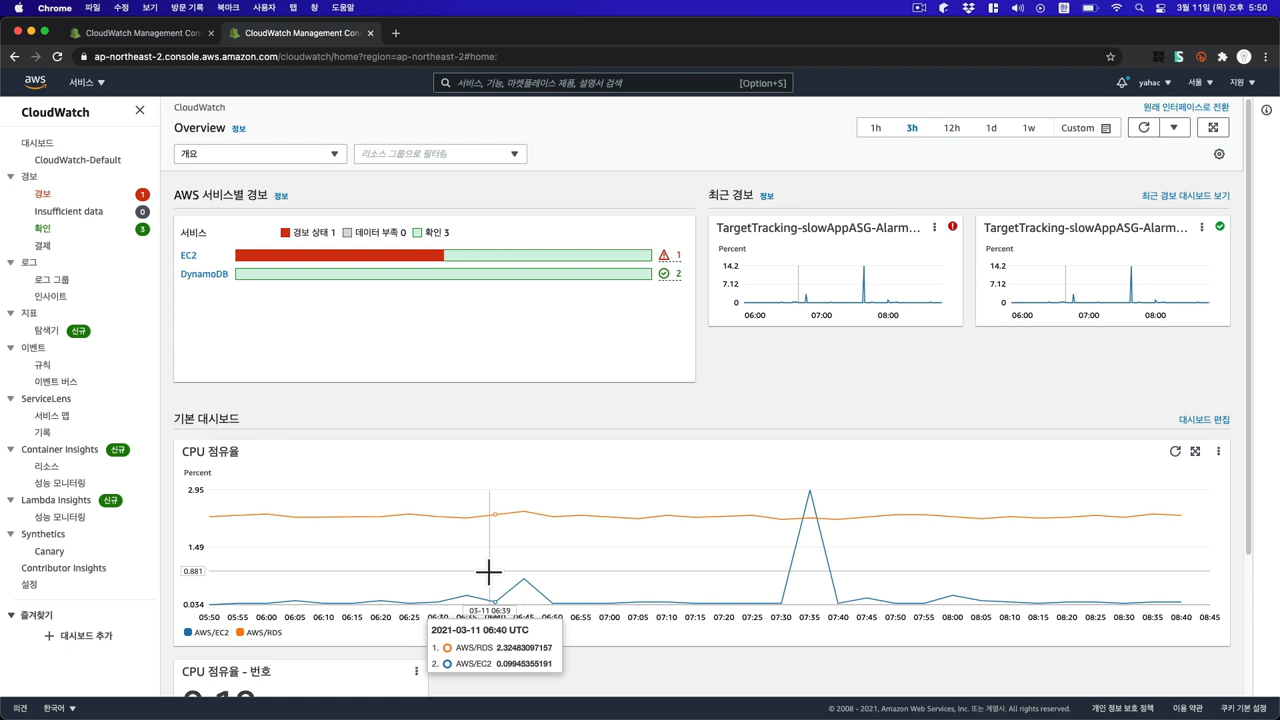 Chrome 파일 수정 보기 방문 기록 북마크 사용자 탭 창 도움말 3월 11일 (목) 오후 5:50
CloudWatch Management Con × CloudWatch Management Con × +
ap-northeast-2.console.aws.amazon.com/cloudwatch/home?region=ap-northeast-2#home:
aws 서비스 ▼ 서비스, 기능, 마켓플레이스 제품, 설명서 검색 [Option+S] yahac ▼ 서울 ▼ 지원 ▼
CloudWatch
대시보드
CloudWatch-Default
경보
경보 1
Insufficient data 0
확인 3
결제
로그
로그 그룹
인사이트
지표
탐색기 신규
이벤트
규칙
이벤트 버스
ServiceLens
서비스 맵
기록
Container Insights 신규
리소스
성능 모니터링
Lambda Insights 신규
성능 모니터링
Synthetics
Canary
Contributor Insights
설정
즐겨찾기
+ 대시보드 추가
CloudWatch 원래 인터페이스로 전환
Overview 정보 1h 3h 12h 1d 1w Custom
개요 리소스 그룹으로 필터링
AWS 서비스별 경보 정보
서비스 경보 상태 1 데이터 부족 0 확인 3
EC2 1
DynamoDB 2
최근 경보 정보 최근 경보 대시보드 보기
TargetTracking-slowAppASG-Alarm...
Percent
14.2
7.12
0
06:00 07:00 08:00
TargetTracking-slowAppASG-Alarm...
Percent
14.2
7.12
0
06:00 07:00 08:00
기본 대시보드 대시보드 편집
CPU 점유율
Percent
2.95
1.49
0.881
0.034
03-11 06:39
05:50 05:55 06:00 06:05 06:10 06:15 06:20 06:25 06:30 06:35 06:45 06:50 06:55 07:00 07:05 07:10 07:15 07:20 07:25 07:30 07:35 07:40 07:45 07:50 07:55 08:00 08:05 08:10 08:15 08:20 08:25 08:30 08:35 08:40 08:45
AWS/EC2 AWS/RDS
2021-03-11 06:40 UTC
1. AWS/RDS 2.32483097157
2. AWS/EC2 0.09945355191
CPU 점유율 - 번호
의견 한국어 ▼ © 2008 - 2021, Amazon Web Services, Inc. 또는 계열사. All rights reserved. 개인 정보 보호 정책 이용 약관 쿠키 기본 설정